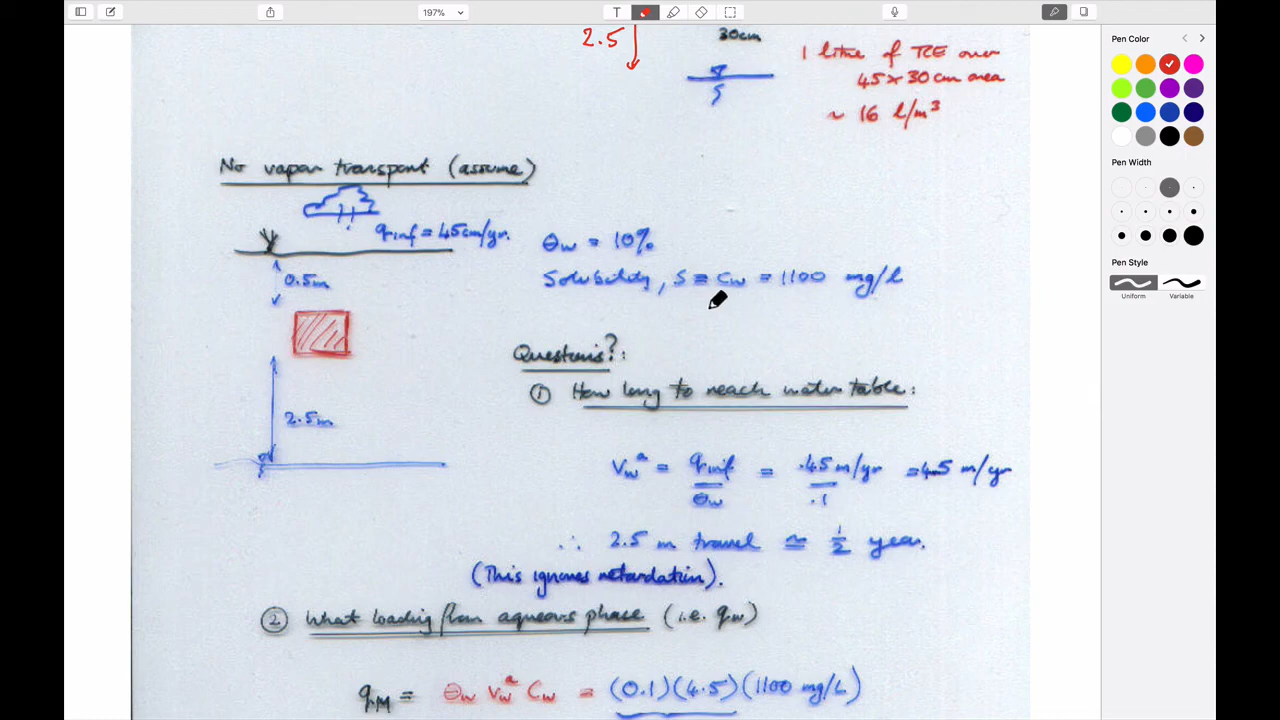 197%
T
Pen Color
2.5
30cm
1 litre of TCE over
45 x 30 cm area
~ 16 l/m³
Pen Width
Pen Style
Uniform
Variable
No vapor transport (assume)
q_inf = 45cm/yr.
0.5m
2.5m
θw = 10%
Solubility, S ≡ Cw = 1100 mg/l
Questions?:
① How long to reach water table:
Vwᵃ = q_inf/θw = .45 m/yr/.1 = 4.5 m/yr
∴ 2.5 m travel ≅ 1/2 year.
(This ignores retardation).
② What loading from aqueous phase (i.e. qw)
qM = θw Vwᵃ Cw = (0.1)(4.5)(1100 mg/L)